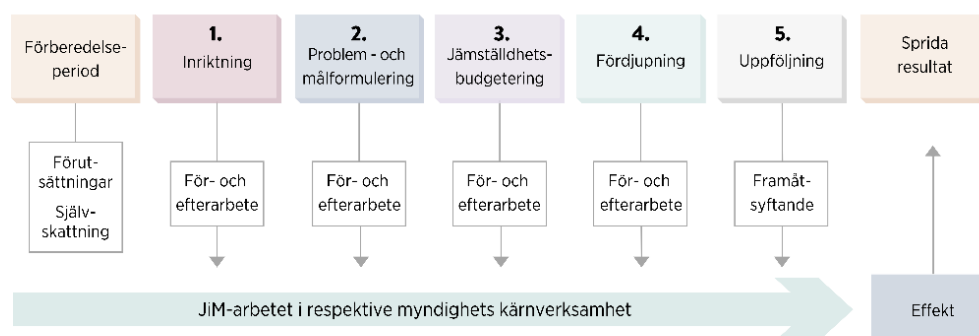 Förberedelse-
period
1.
Inriktning
2.
Problem - och
målformulering
3.
Jämställdhets-
budgetering
4.
Fördjupning
5.
Uppföljning
Sprida
resultat
Förut-
sättningar
Själv-
skattning
För- och
efterarbete
För- och
efterarbete
För- och
efterarbete
För- och
efterarbete
Framåt-
syftande
JiM-arbetet i respektive myndighets kärnverksamhet
Effekt